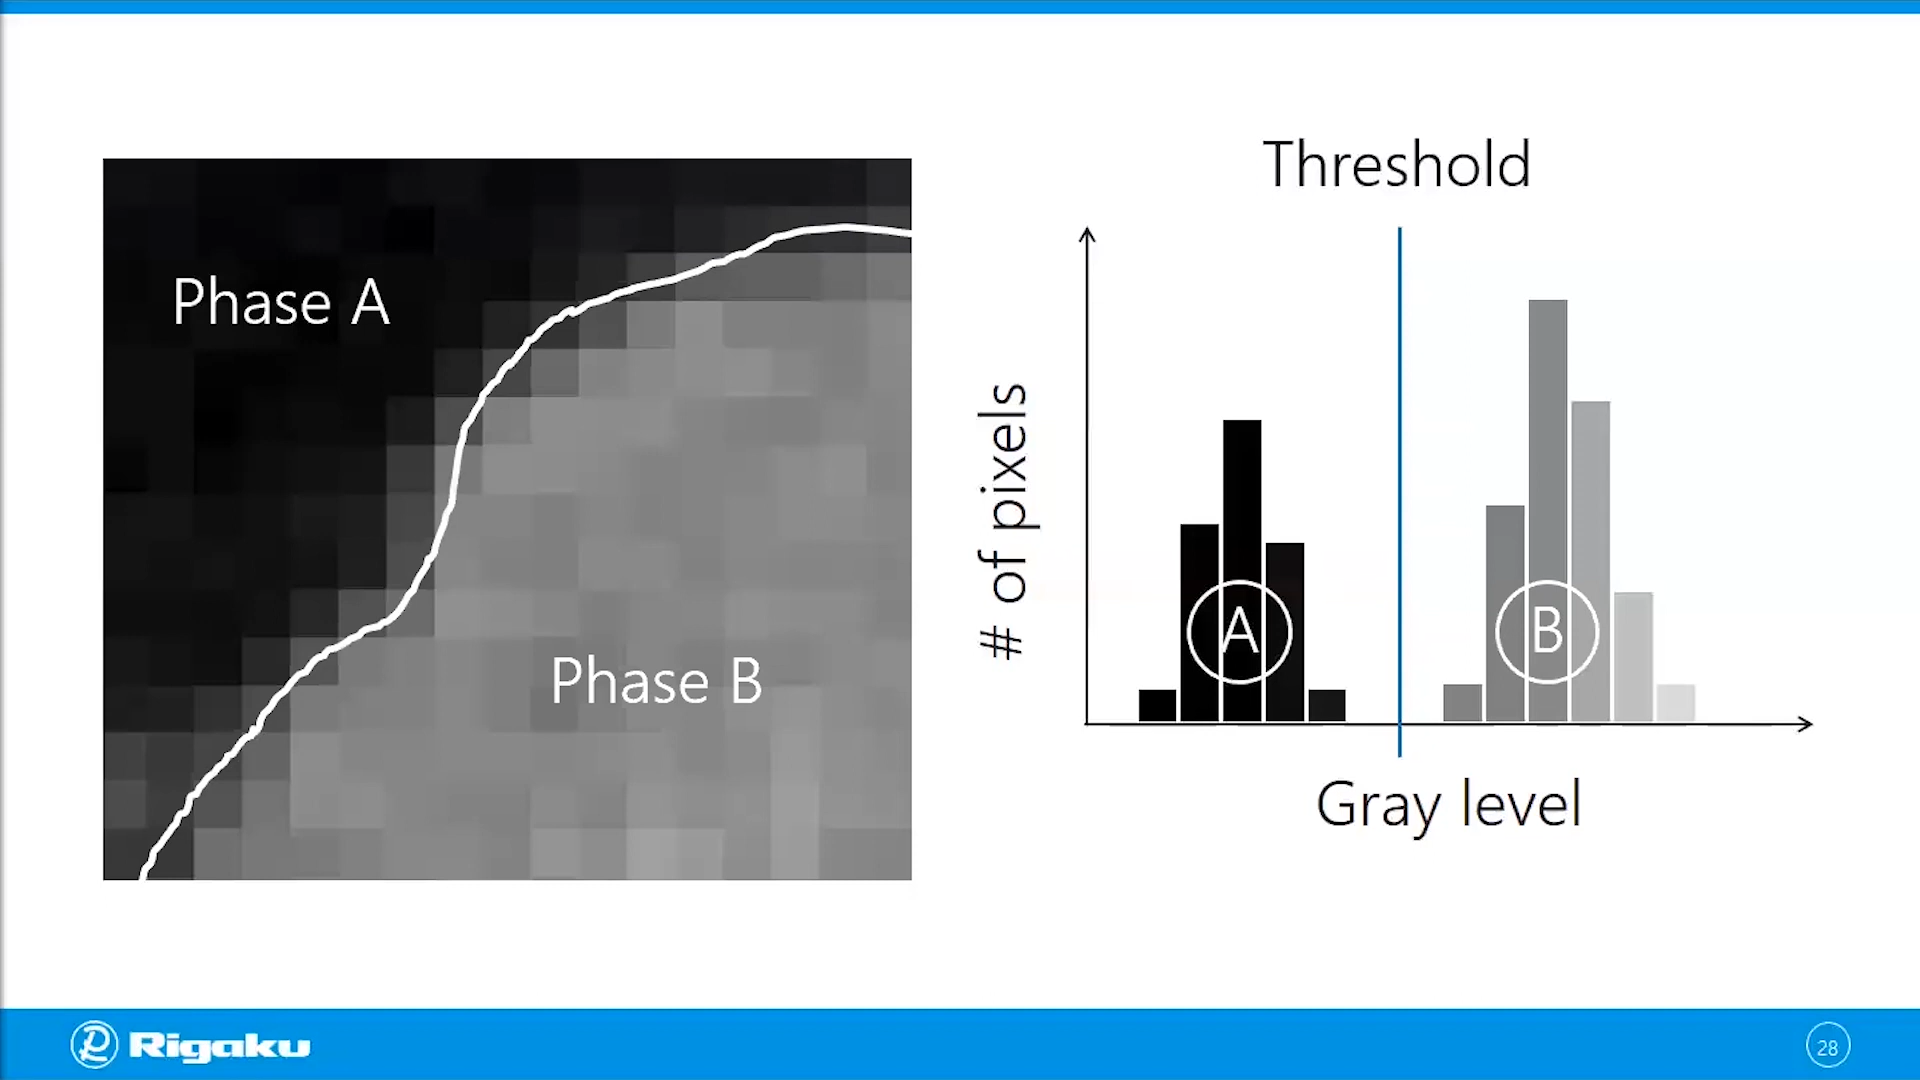 Threshold
Phase A
# of pixels
A
B
Phase B
Gray level
Rigaku
28